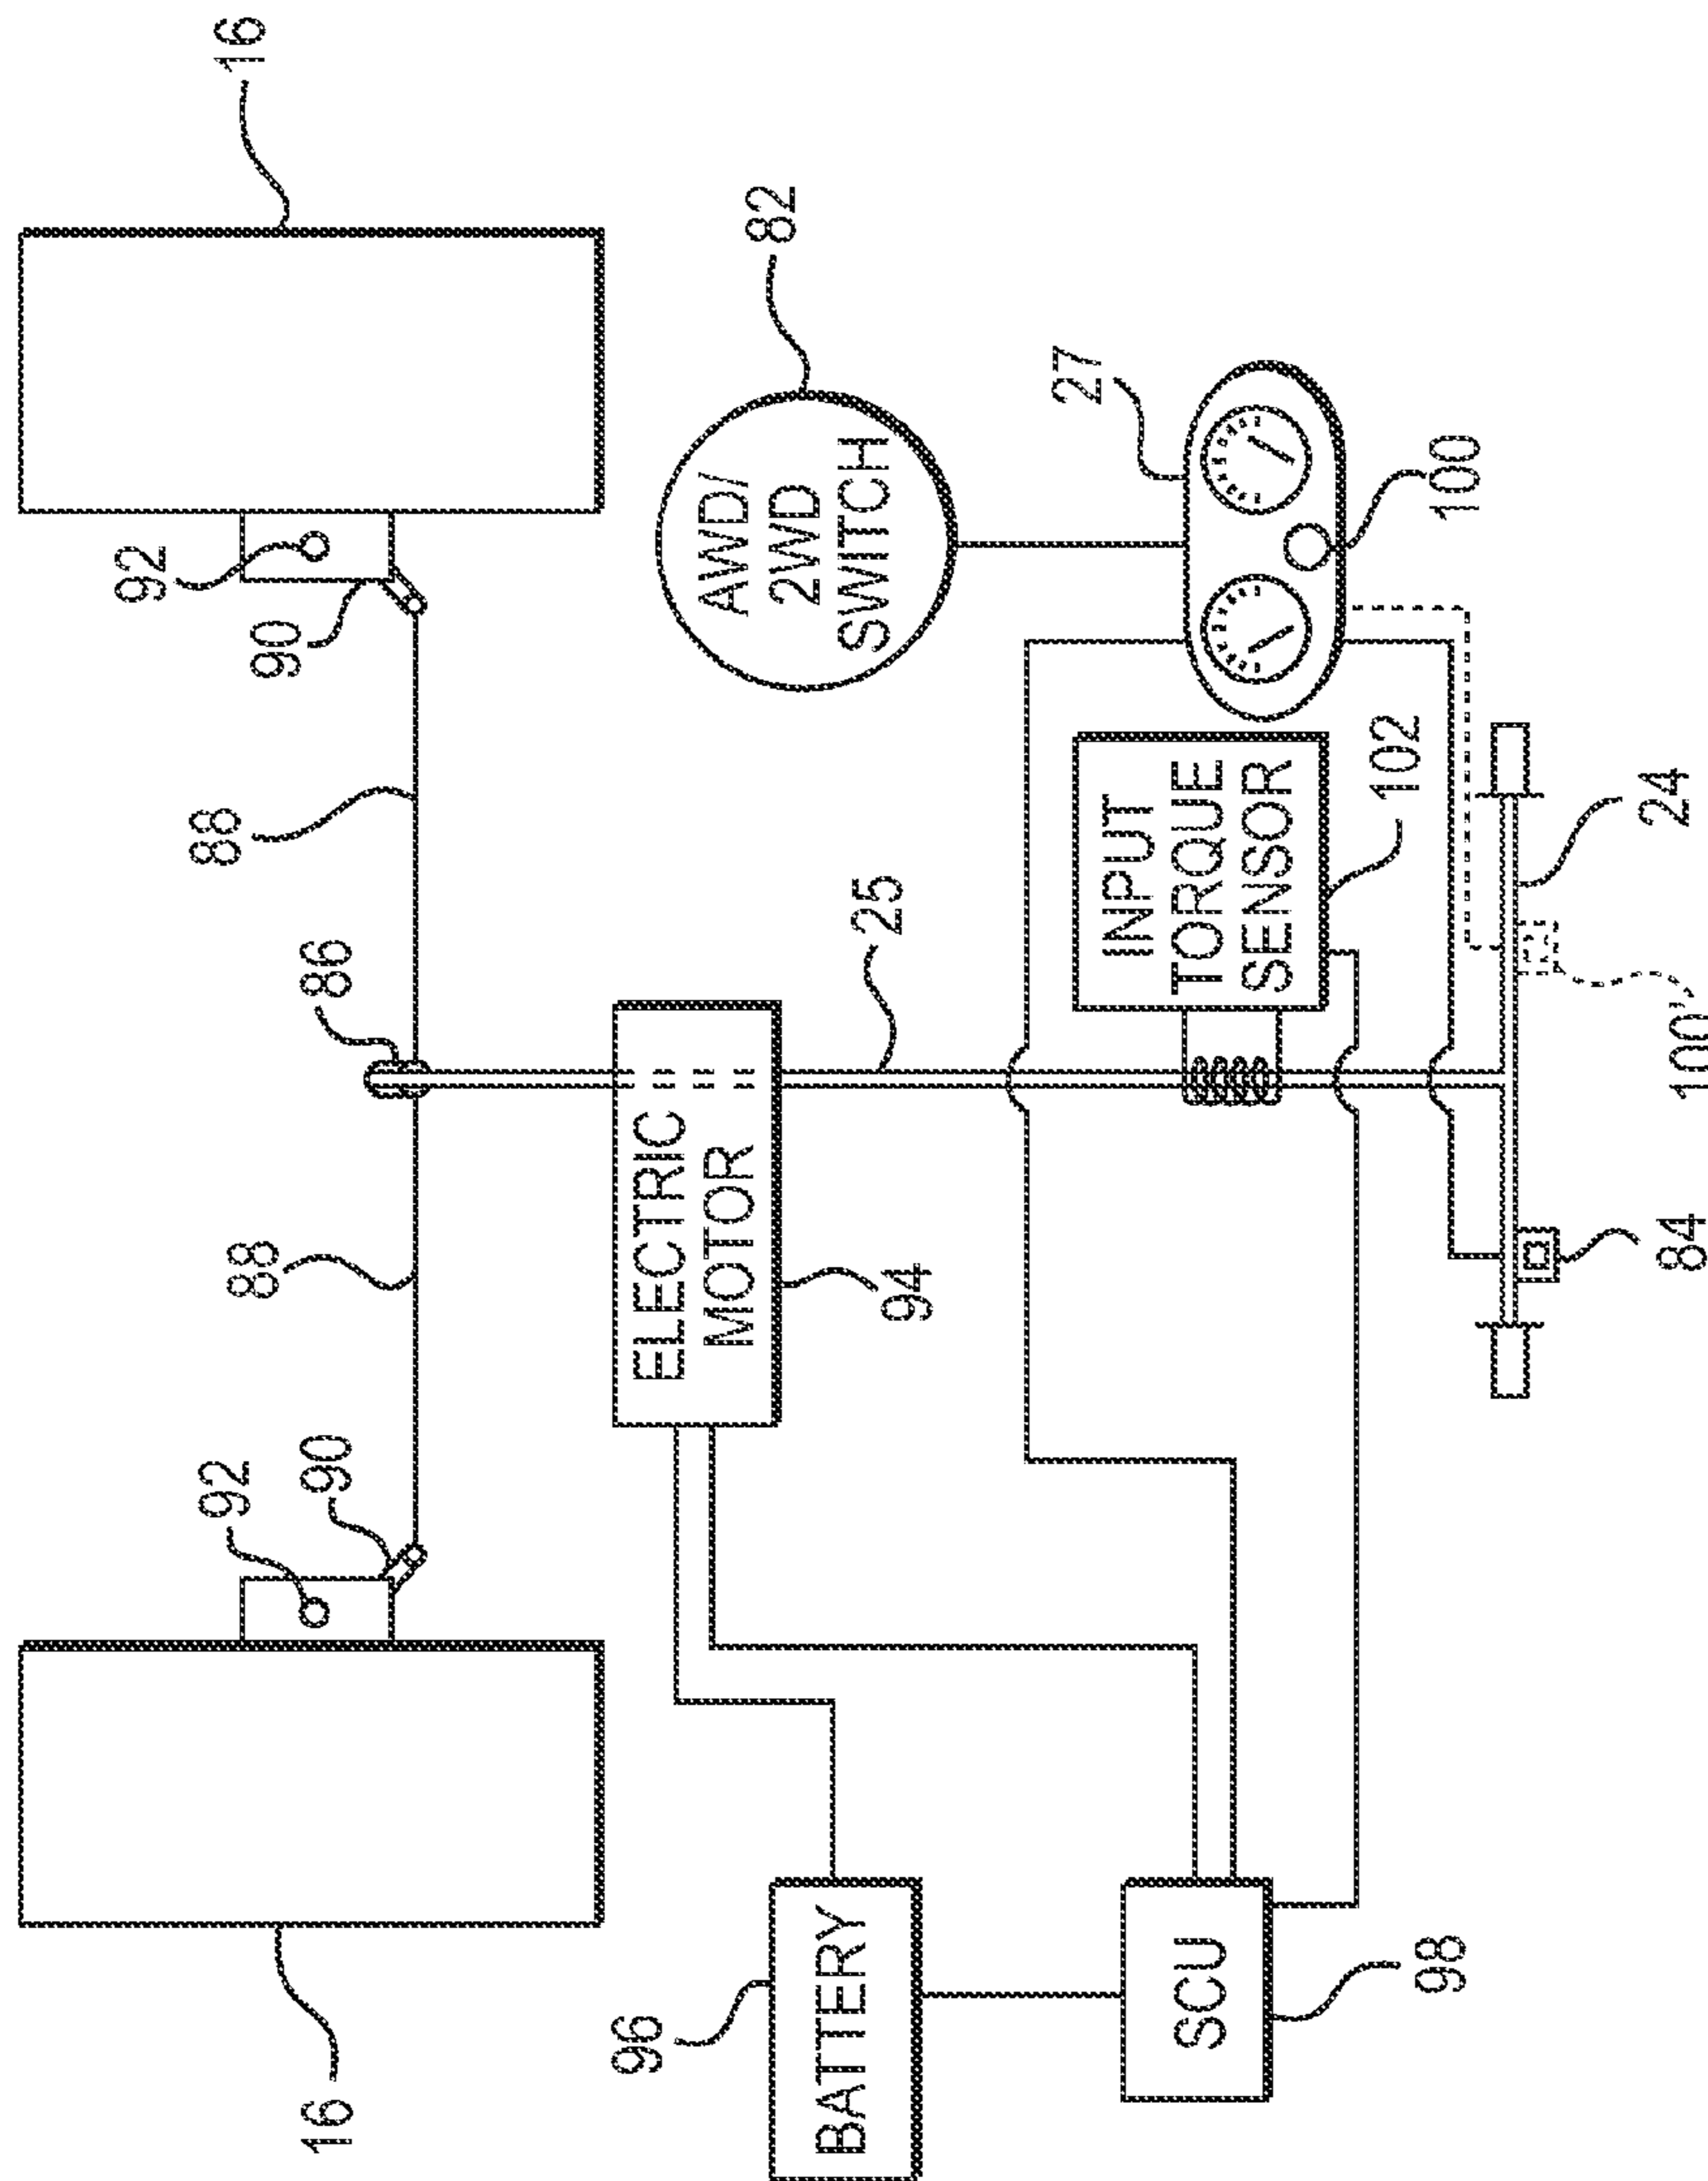 92
88
92
16
88
90
16
90
86
96
ELECTRIC
MOTOR
94
82
AWD/
2WD
SWITCH
BATTERY
25
27
INPUT
TORQUE
SENSOR
SCU
102
98
100
84
100'
24